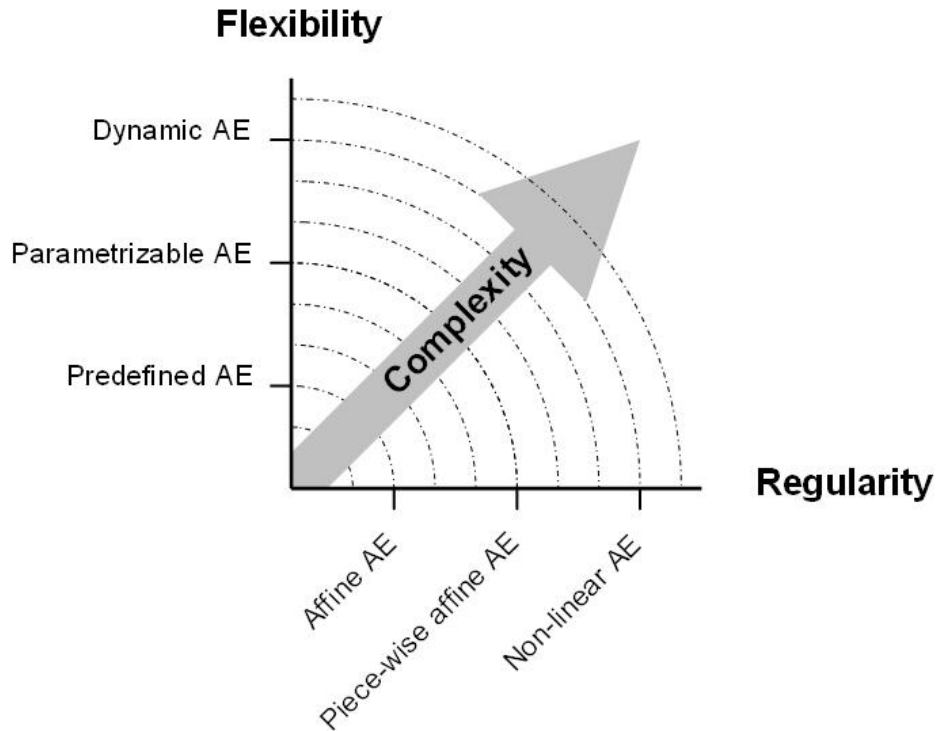 Flexibility
Dynamic AE
Parametrizable AE
Predefined AE
Complexity
Regularity
Affine AE
Piece-wise affine AE
Non-linear AE